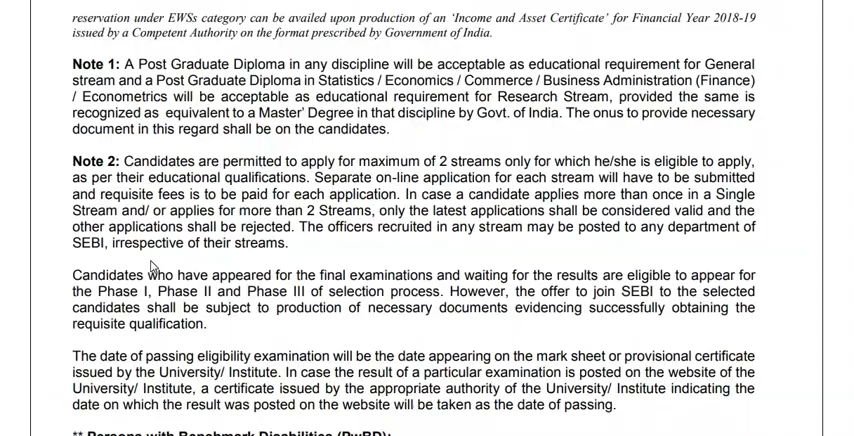 reservation under EWSs category can be availed upon production of an ‘Income and Asset Certificate’ for Financial Year 2018-19
issued by a Competent Authority on the format prescribed by Government of India.
Note 1: A Post Graduate Diploma in any discipline will be acceptable as educational requirement for General
stream and a Post Graduate Diploma in Statistics / Economics / Commerce / Business Administration (Finance)
/ Econometrics will be acceptable as educational requirement for Research Stream, provided the same is
recognized as equivalent to a Master’ Degree in that discipline by Govt. of India. The onus to provide necessary
document in this regard shall be on the candidates.
Note 2: Candidates are permitted to apply for maximum of 2 streams only for which he/she is eligible to apply,
as per their educational qualifications. Separate on-line application for each stream will have to be submitted
and requisite fees is to be paid for each application. In case a candidate applies more than once in a Single
Stream and/ or applies for more than 2 Streams, only the latest applications shall be considered valid and the
other applications shall be rejected. The officers recruited in any stream may be posted to any department of
SEBI, irrespective of their streams.
Candidates who have appeared for the final examinations and waiting for the results are eligible to appear for
the Phase I, Phase II and Phase III of selection process. However, the offer to join SEBI to the selected
candidates shall be subject to production of necessary documents evidencing successfully obtaining the
requisite qualification.
The date of passing eligibility examination will be the date appearing on the mark sheet or provisional certificate
issued by the University/ Institute. In case the result of a particular examination is posted on the website of the
University/ Institute, a certificate issued by the appropriate authority of the University/ Institute indicating the
date on which the result was posted on the website will be taken as the date of passing.
** Persons with Benchmark Disabilities (PwBD):